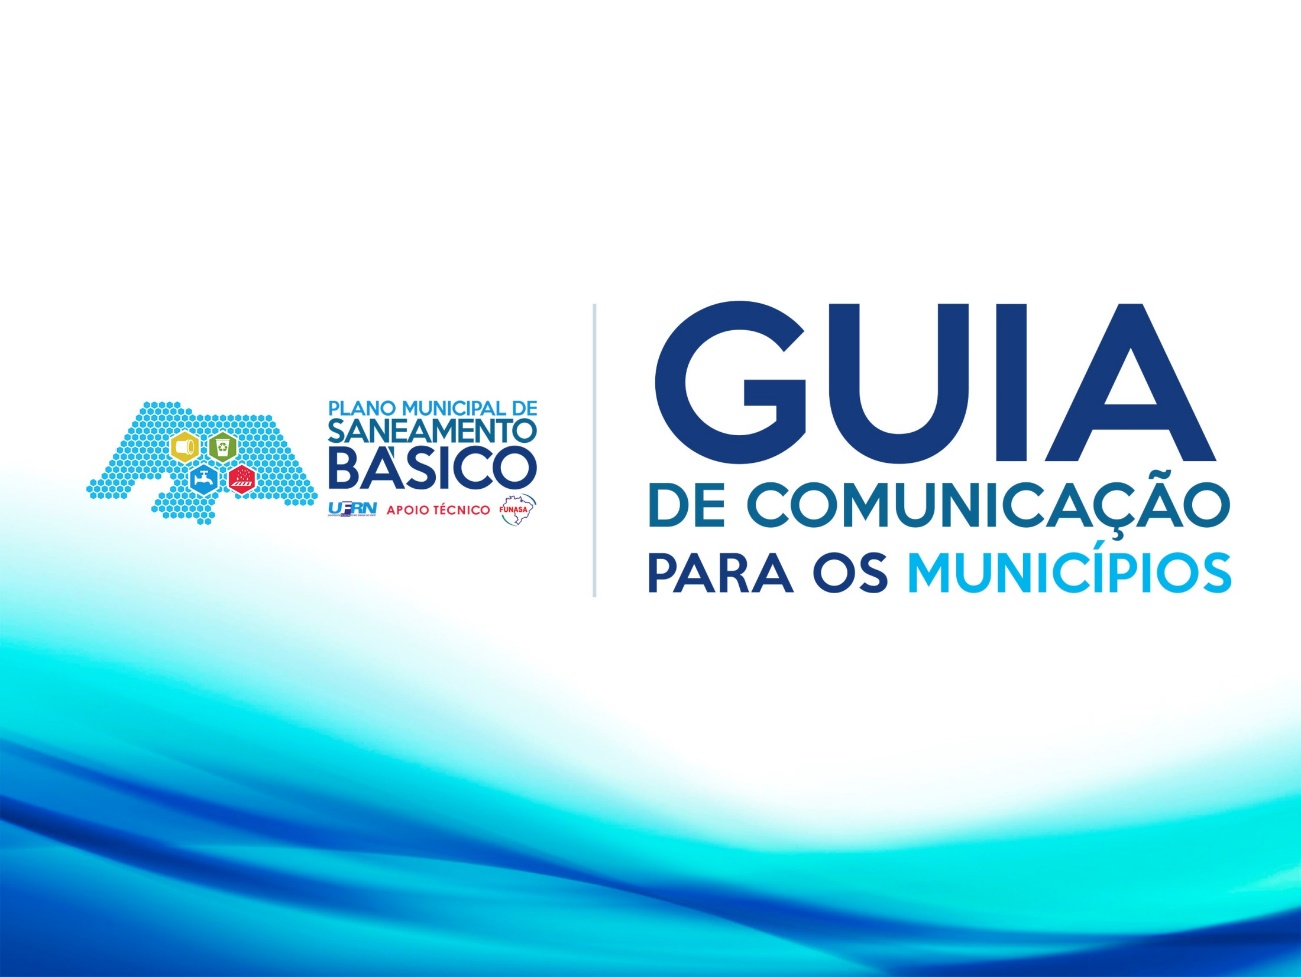 PLANO MUNICIPAL DE
SANEAMENTO
BÁSICO
UFRN APOIO TÉCNICO FUNASA
GUIA
DE COMUNICAÇÃO
PARA OS MUNICÍPIOS